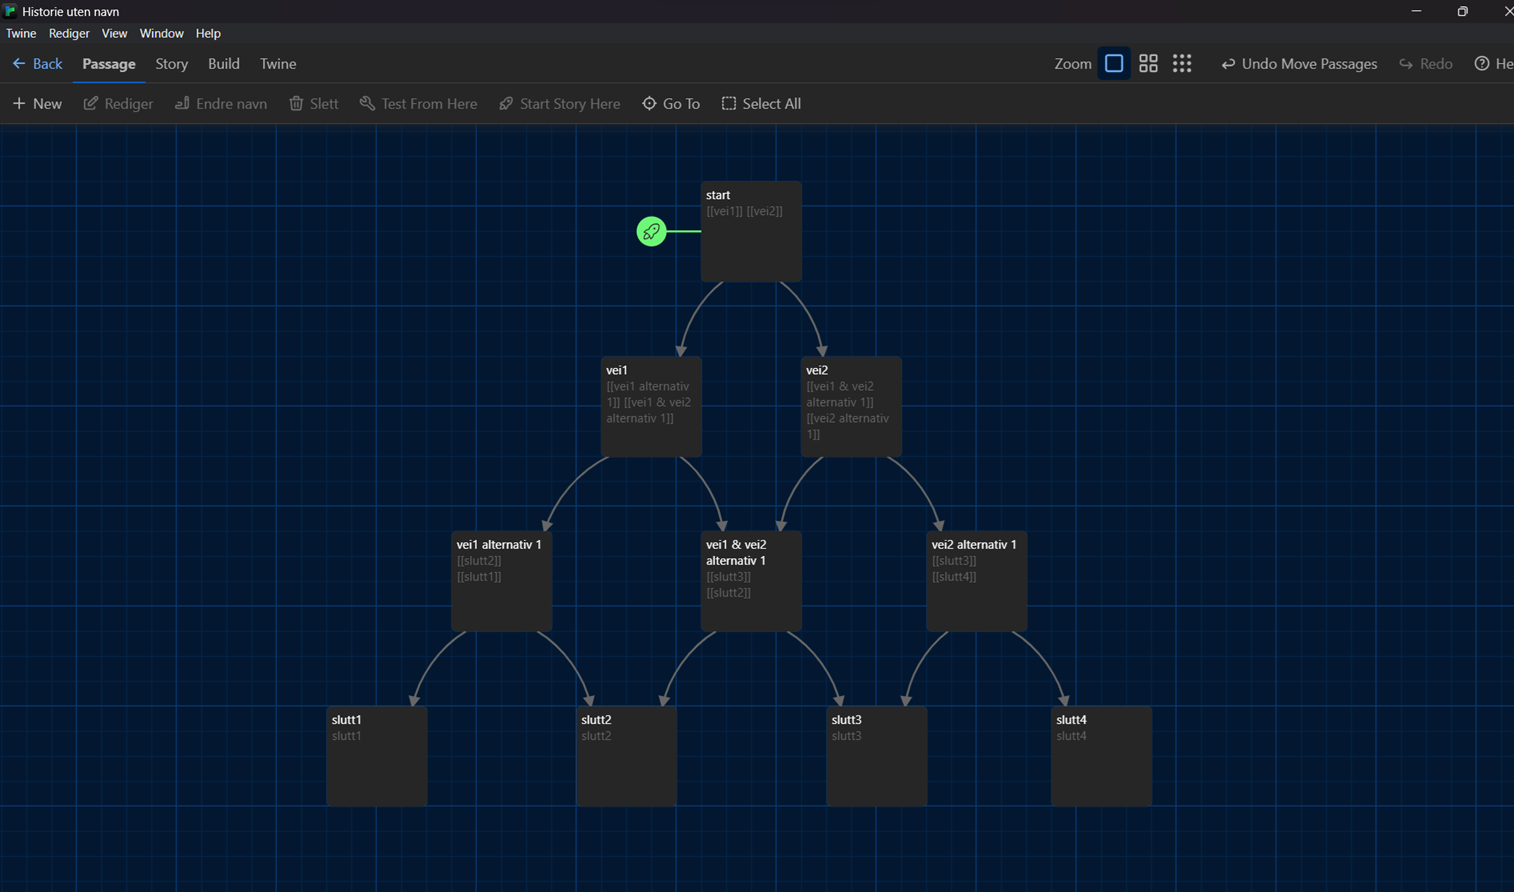 Historie uten navn
Twine Rediger View Window Help
Back Passage Story Build Twine Zoom Undo Move Passages Redo He
New Rediger Endre navn Slett Test From Here Start Story Here Go To Select All
start
[[vei1]] [[vei2]]
vei1
[[vei1 alternativ
1]] [[vei1 & vei2
alternativ 1]]
vei2
[[vei1 & vei2
alternativ 1]]
[[vei2 alternativ
1]]
vei1 alternativ 1
[[slutt2]]
[[slutt1]]
vei1 & vei2
alternativ 1
[[slutt3]]
[[slutt2]]
vei2 alternativ 1
[[slutt3]]
[[slutt4]]
slutt1
slutt1
slutt2
slutt2
slutt3
slutt3
slutt4
slutt4